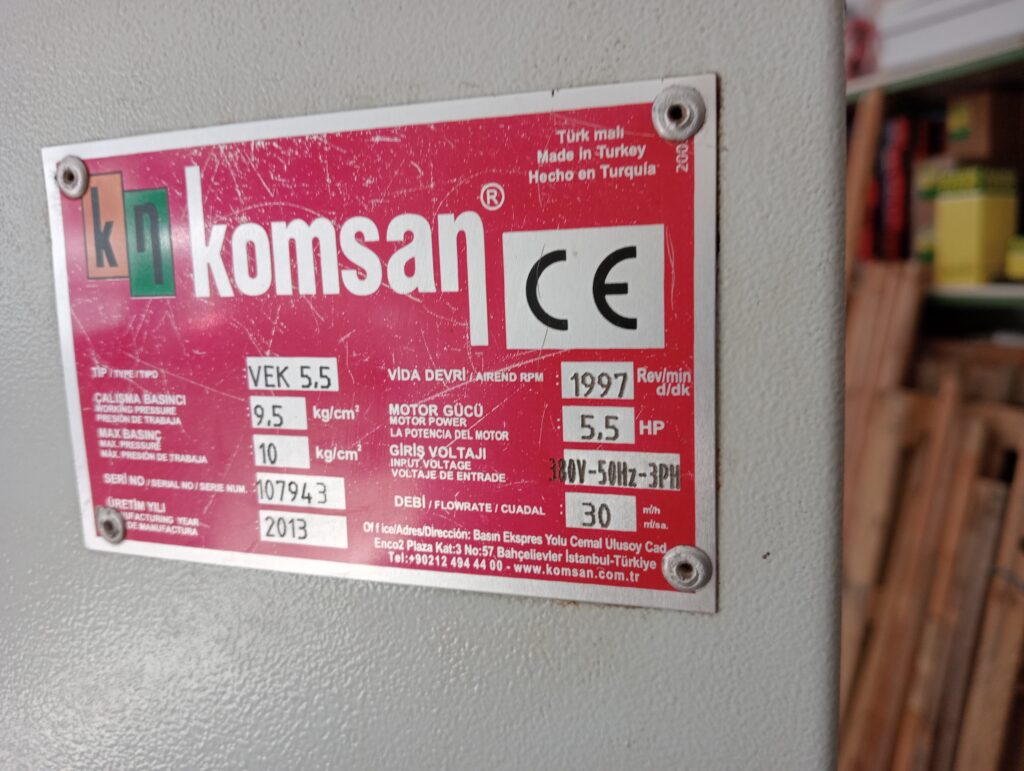 Türk malı
Made in Turkey
Hecho en Turquia
kn komsan®
CE
TİP / TYPE / TIPO VEK 5,5
ÇALIŞMA BASINCI
WORKING PRESSURE
PRESIÓN DE TRABAJA
9,5 kg/cm²
MAX BASINÇ
MAX. PRESSURE
MÁX. PRESIÓN DE TRABAJA
10 kg/cm²
SERİ NO / SERIAL NO / SERIE NUM. 107943
ÜRETİM YILI
YEAR
DE MANUFACTURA
2013
VİDA DEVRİ / AIREND RPM : 1997 Rev/min
d/dk
MOTOR GÜCÜ
MOTOR POWER
LA POTENCIA DEL MOTOR
: 5,5 HP
GİRİŞ VOLTAJI
INPUT VOLTAGE
VOLTAJE DE ENTRADE
380V-50Hz-3PH
DEBİ / FLOWRATE / CUADAL : 30 m³/h
m³/sa.
Office/Adres/Dirección: Basın Ekspres Yolu Cemal Ulusoy Cad
Enco2 Plaza Kat:3 No:57 Bahçelievler İstanbul-Türkiye
Tel:+90212 494 44 00 - www.komsan.com.tr